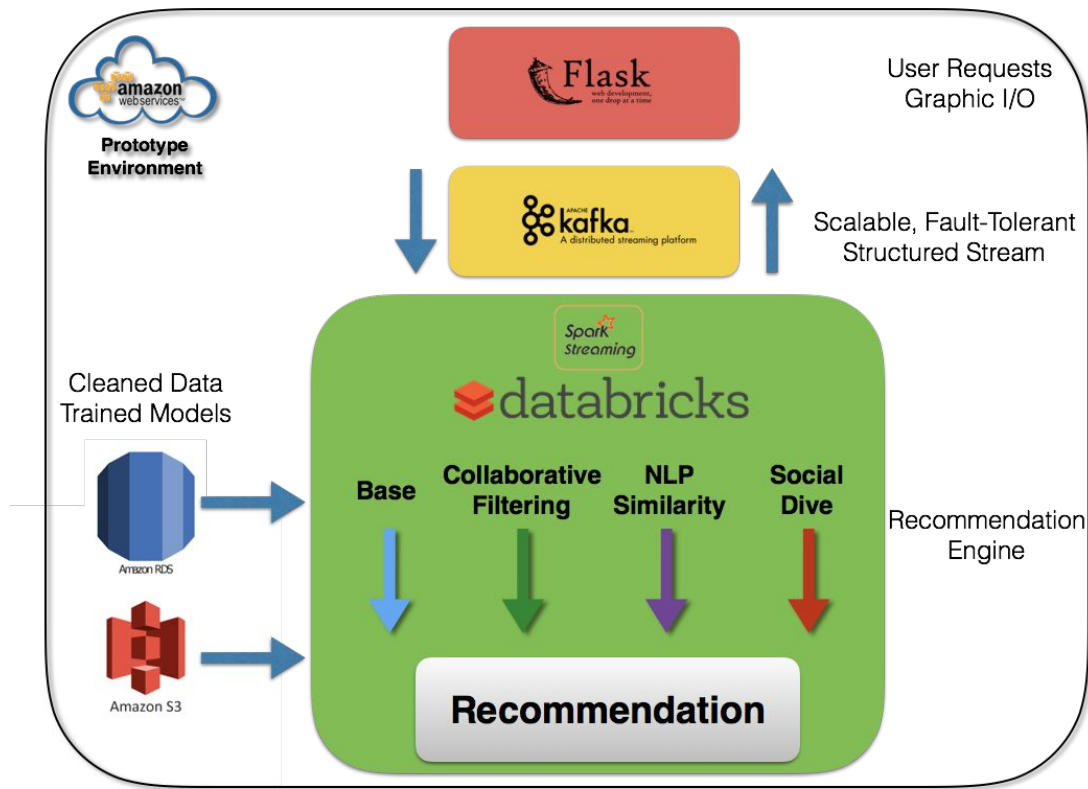 amazon
web services™
Prototype
Environment
Flask
web development,
one drop at a time
User Requests
Graphic I/O
APACHE
kafka™
A distributed streaming platform
Scalable, Fault-Tolerant
Structured Stream
Spark
Streaming
databricks
Cleaned Data
Trained Models
Amazon RDS
Amazon S3
Base
Collaborative
Filtering
NLP
Similarity
Social
Dive
Recommendation
Engine
Recommendation